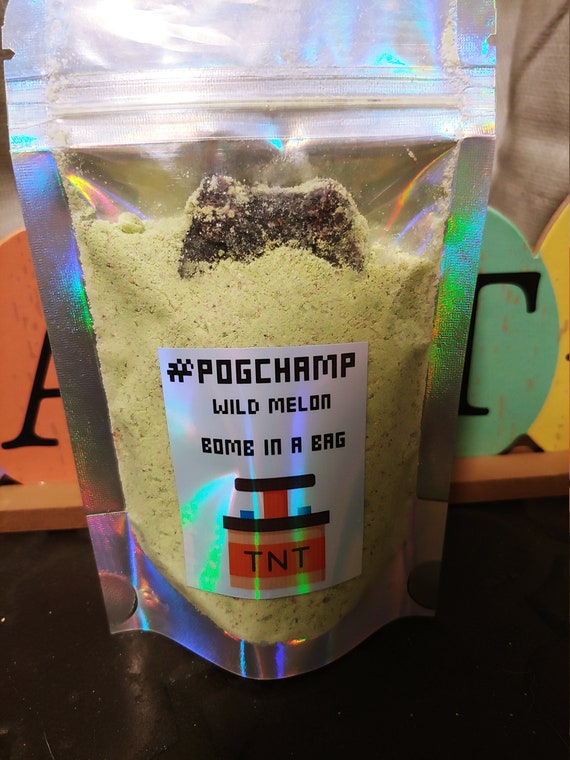 #POGCHAMP
WILD MELON
BOMB IN A BAG
TNT
A
T